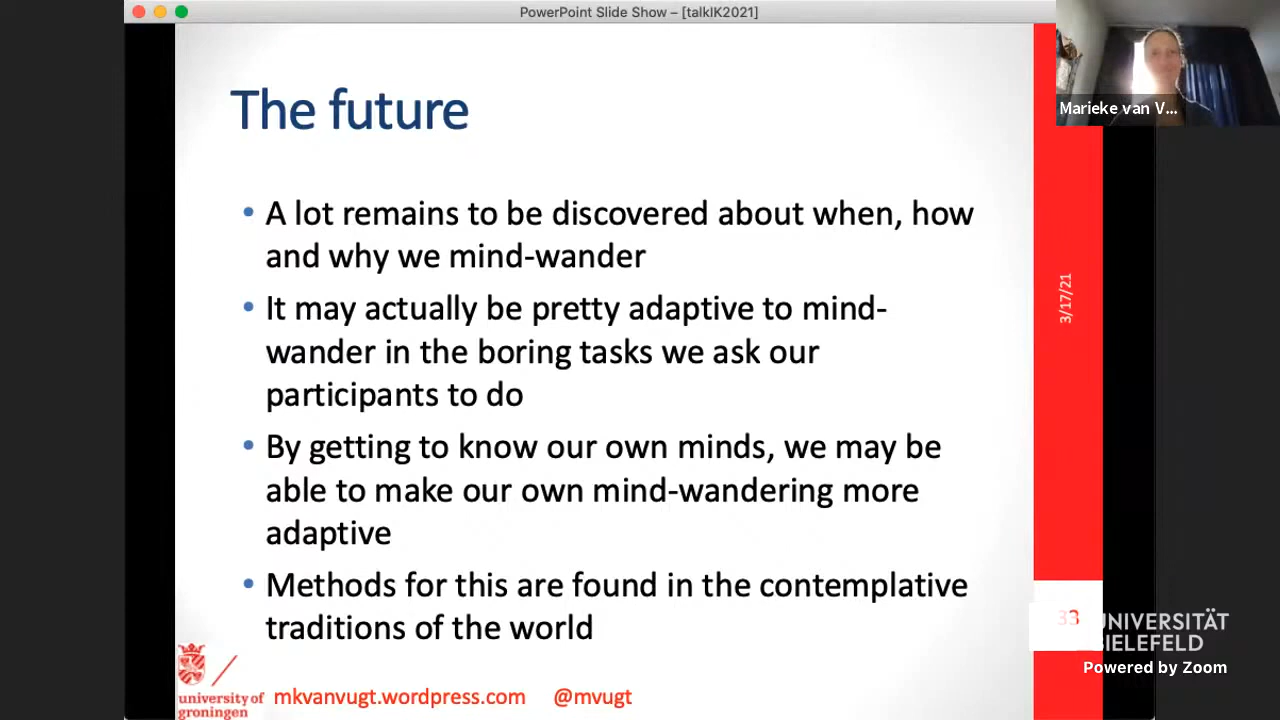 PowerPoint Slide Show – [talkIK2021]
Marieke van V...
The future
• A lot remains to be discovered about when, how
and why we mind-wander
• It may actually be pretty adaptive to mind-
wander in the boring tasks we ask our
participants to do
• By getting to know our own minds, we may be
able to make our own mind-wandering more
adaptive
• Methods for this are found in the contemplative
traditions of the world
3/17/21
33
UNIVERSITÄT
BIELEFELD
Powered by Zoom
university of
groningen
mkvanvugt.wordpress.com @mvugt